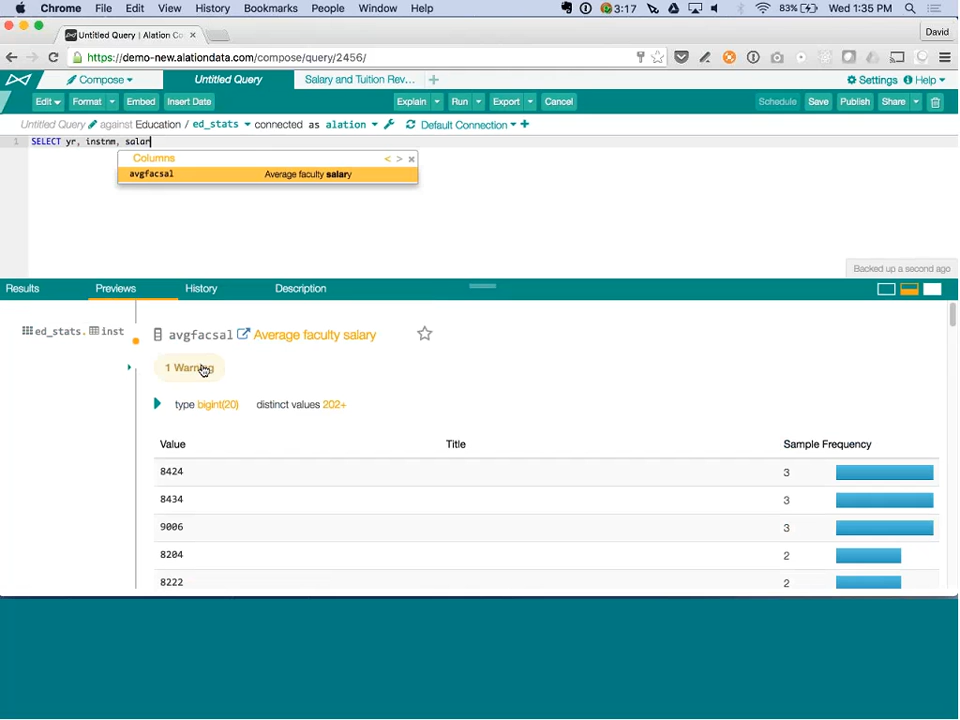 Chrome File Edit View History Bookmarks People Window Help 3:17 83% Wed 1:35 PM
Untitled Query | Alation Co × David
https://demo-new.alationdata.com/compose/query/2456/
Compose Untitled Query Salary and Tuition Rev... Settings Help
Edit Format Embed Insert Date Explain Run Export Cancel Schedule Save Publish Share
Untitled Query against Education / ed_stats connected as alation Default Connection
1 SELECT yr, instnm, salar
Columns < > ×
avgfacsal Average faculty salary
Backed up a second ago
Results Previews History Description
ed_stats. inst avgfacsal Average faculty salary
1 Warning
type bigint(20) distinct values 202+
Value Title Sample Frequency
8424 3
8434 3
9006 3
8204 2
8222 2